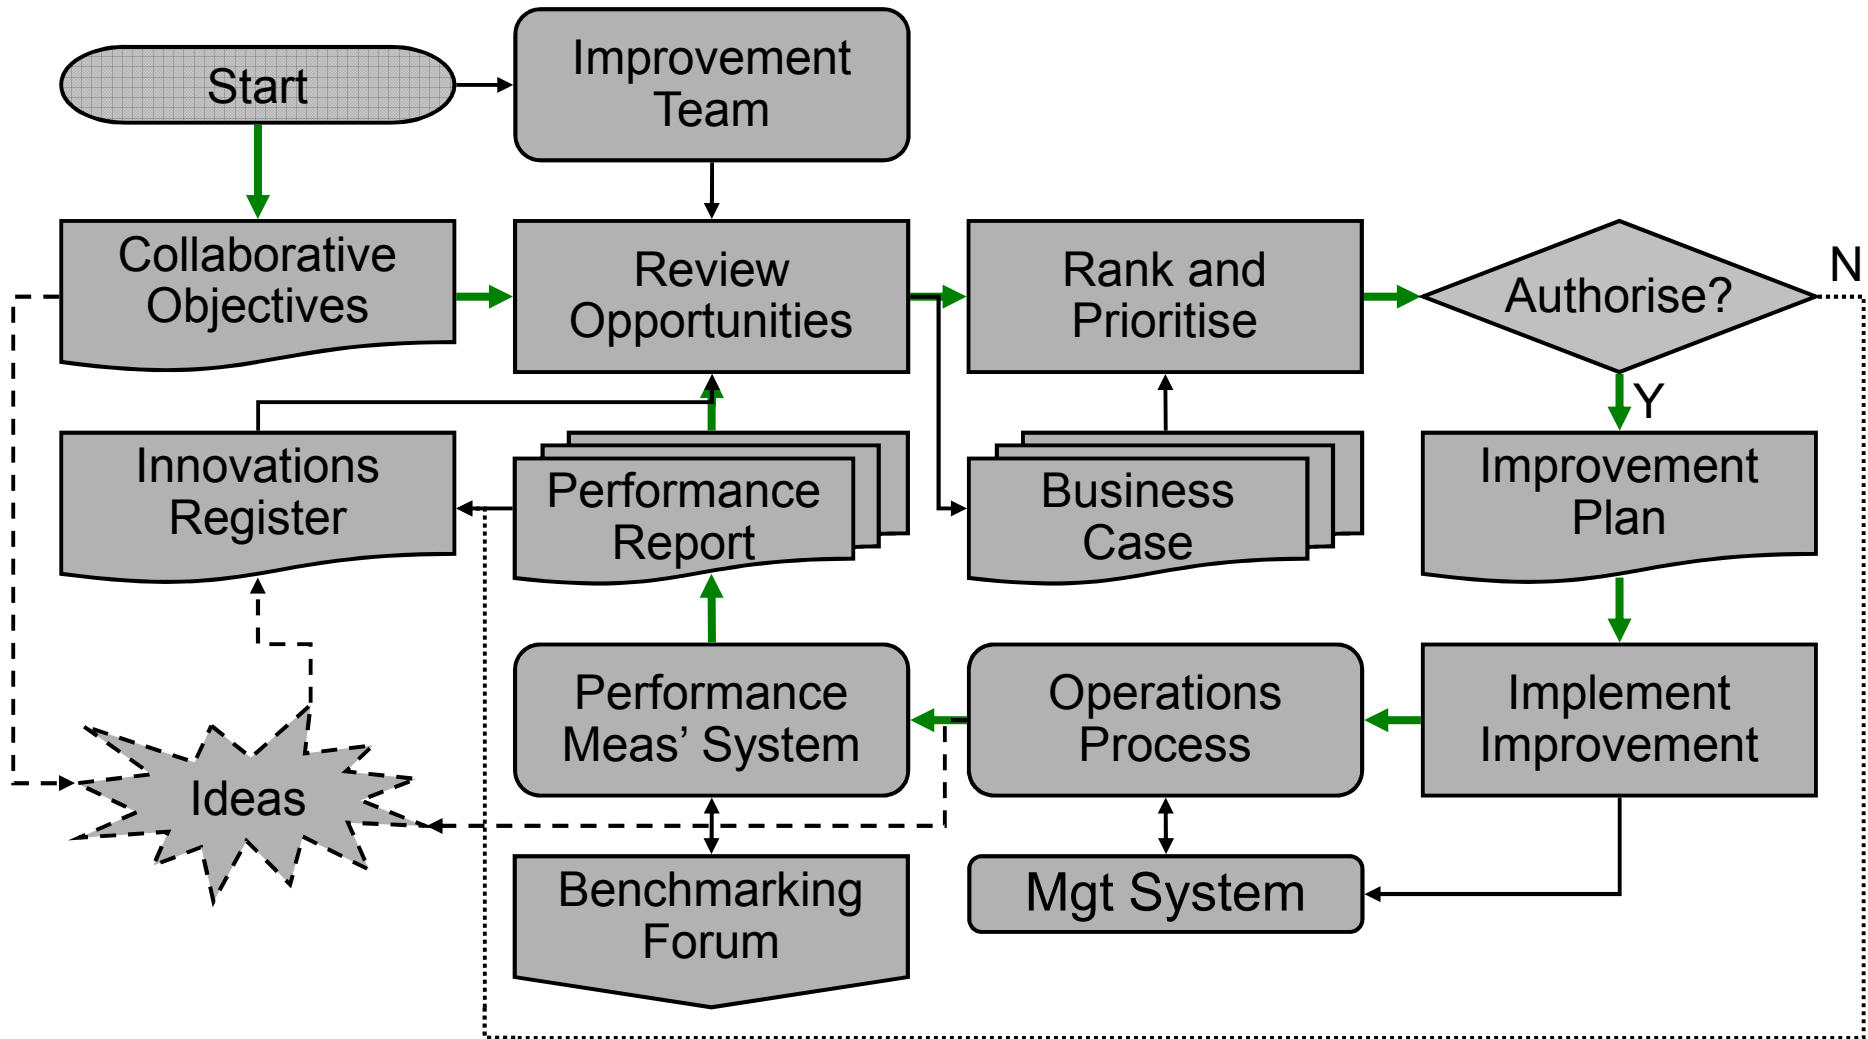 Start
Improvement
Team
Collaborative
Objectives
Review
Opportunities
Rank and
Prioritise
Authorise?
N
Y
Innovations
Register
Performance
Report
Business
Case
Improvement
Plan
Ideas
Performance
Meas’ System
Operations
Process
Implement
Improvement
Benchmarking
Forum
Mgt System